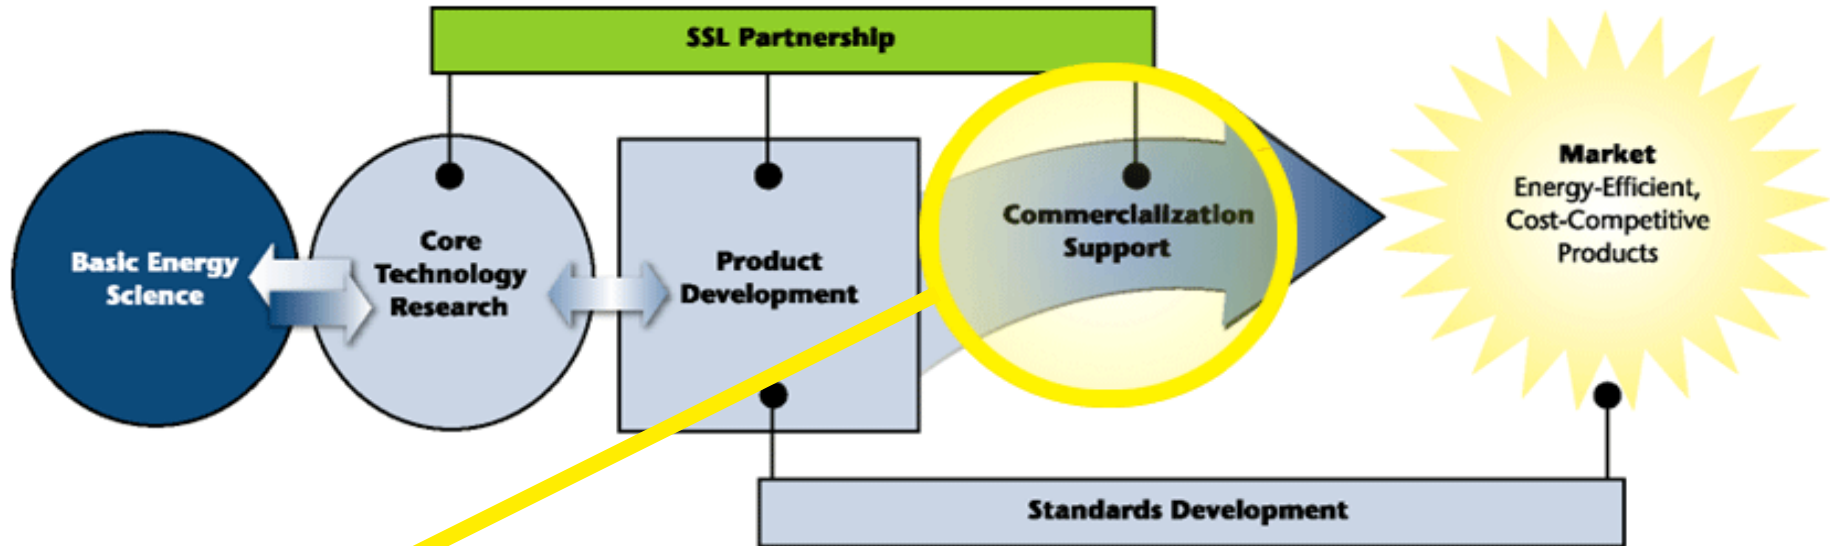 SSL Partnership
Basic Energy
Science
Core
Technology
Research
Product
Development
Commercialization
Support
Market
Energy-Efficient,
Cost-Competitive
Products
Standards Development